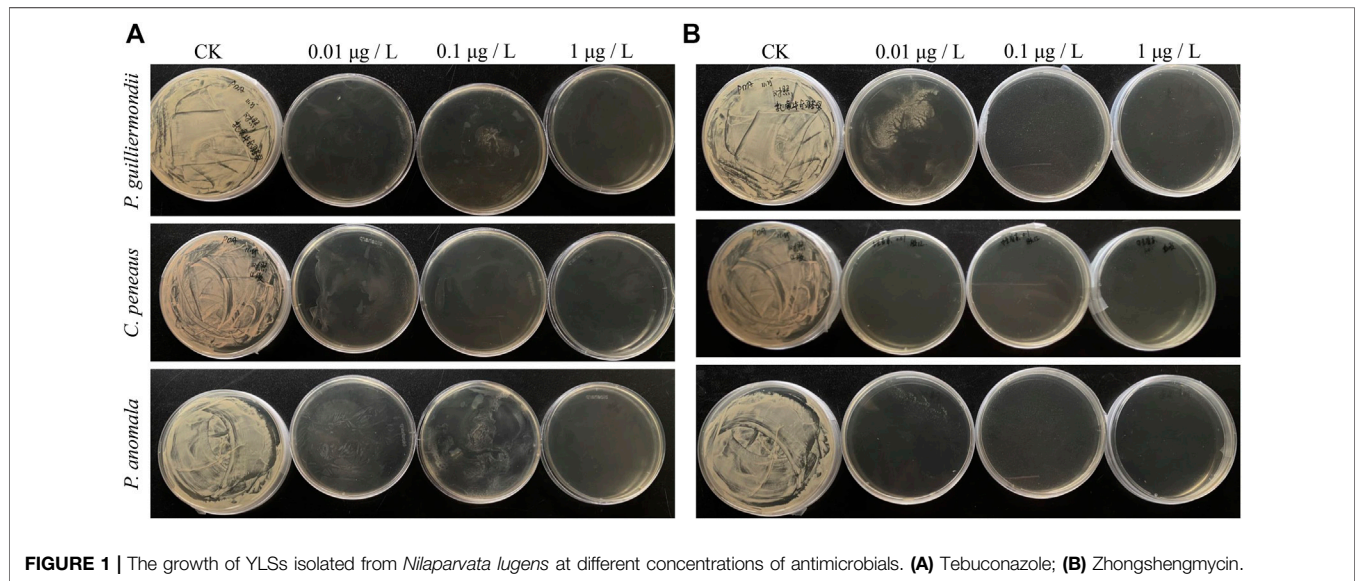 A
B
CK 0.01 μg / L 0.1 μg / L 1 μg / L
CK 0.01 μg / L 0.1 μg / L 1 μg / L
P. guilliermondii
C. peneaus
P. anomala
FIGURE 1 | The growth of YLSs isolated from Nilaparvata lugens at different concentrations of antimicrobials. (A) Tebuconazole; (B) Zhongshengmycin.